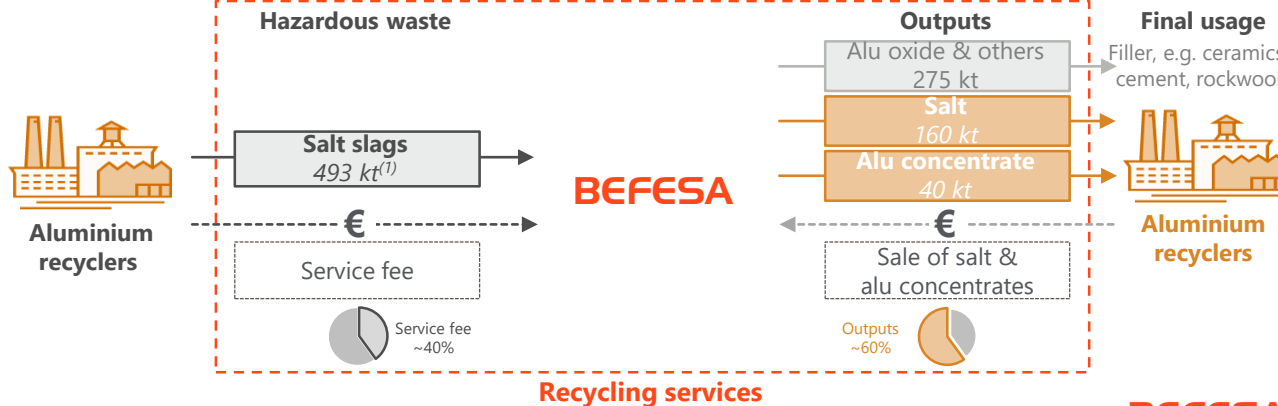 Hazardous waste
Outputs
Final usage
Alu oxide & others
275 kt
Filler, e.g. ceramics
cement, rockwool
Salt
160 kt
Salt slags
493 kt(1)
Alu concentrate
40 kt
BEFESA
€
€
Aluminium
recyclers
Aluminium
recyclers
Service fee
Sale of salt &
alu concentrates
Service fee
~40%
Outputs
~60%
Recycling services
BEFESA